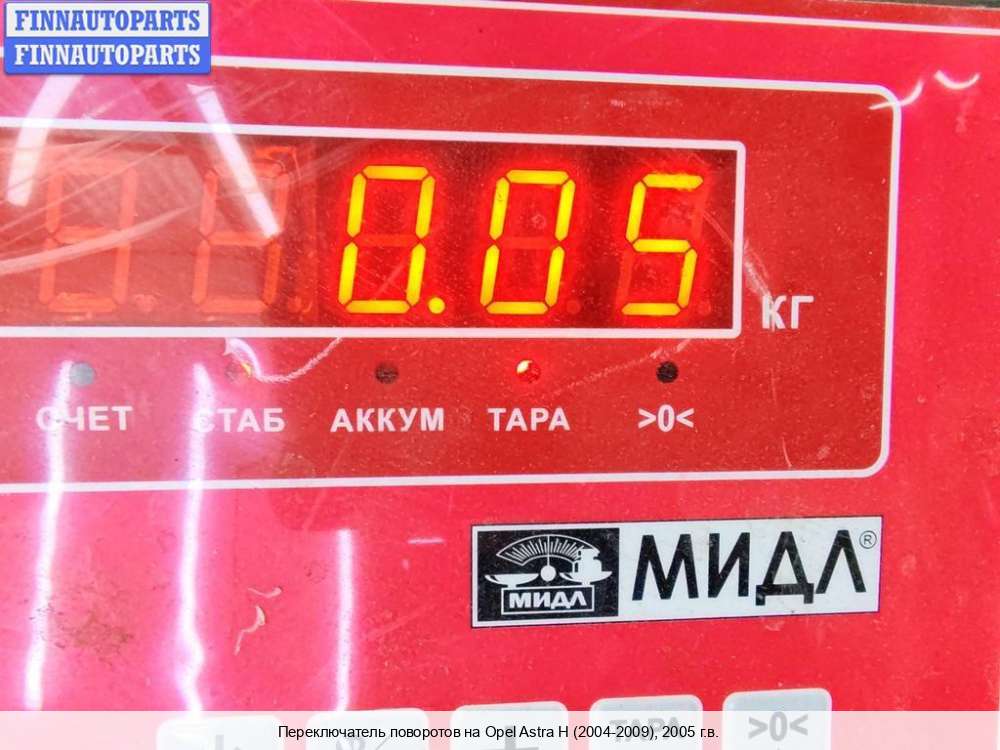 FINNAUTOPARTS
FINNAUTOPARTS
0.05
КГ
СЧЕТ СТАБ АККУМ ТАРА >0<
МИДЛ
МИДЛ®
ТАРА >0<
Переключатель поворотов на Opel Astra H (2004-2009), 2005 г.в.